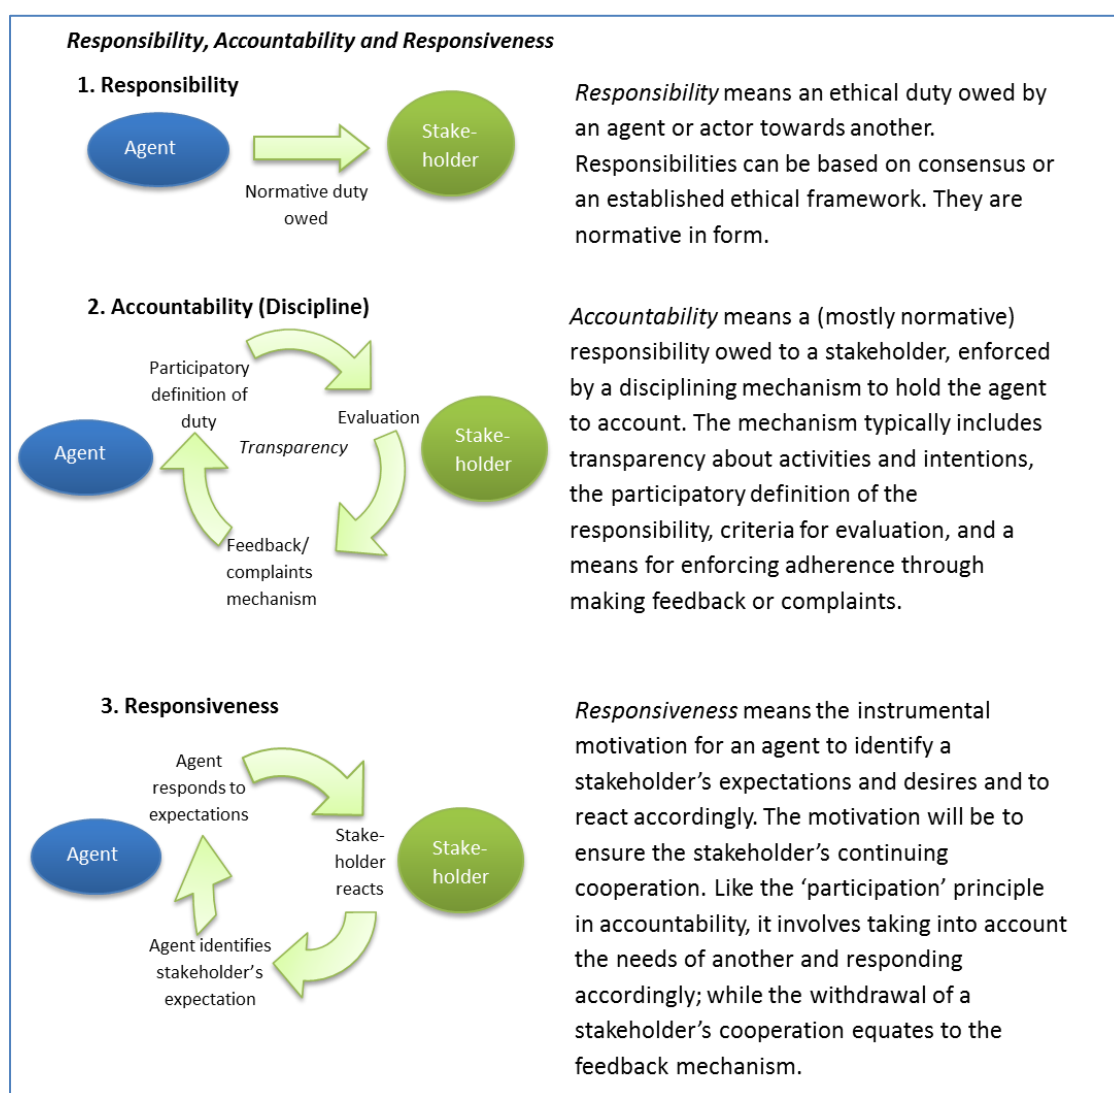 Responsibility, Accountability and Responsiveness
1. Responsibility
Agent
Stake-
holder
Normative duty
owed
Responsibility means an ethical duty owed by
an agent or actor towards another.
Responsibilities can be based on consensus or
an established ethical framework. They are
normative in form.
2. Accountability (Discipline)
Participatory
definition of
duty
Evaluation
Transparency
Agent
Stake-
holder
Feedback/
complaints
mechanism
Accountability means a (mostly normative)
responsibility owed to a stakeholder, enforced
by a disciplining mechanism to hold the agent
to account. The mechanism typically includes
transparency about activities and intentions,
the participatory definition of the
responsibility, criteria for evaluation, and a
means for enforcing adherence through
making feedback or complaints.
3. Responsiveness
Agent
responds to
expectations
Agent
Stake-
holder
reacts
Stake-
holder
Agent identifies
stakeholder's
expectation
Responsiveness means the instrumental
motivation for an agent to identify a
stakeholder's expectations and desires and to
react accordingly. The motivation will be to
ensure the stakeholder's continuing
cooperation. Like the ‘participation’ principle
in accountability, it involves taking into account
the needs of another and responding
accordingly; while the withdrawal of a
stakeholder's cooperation equates to the
feedback mechanism.